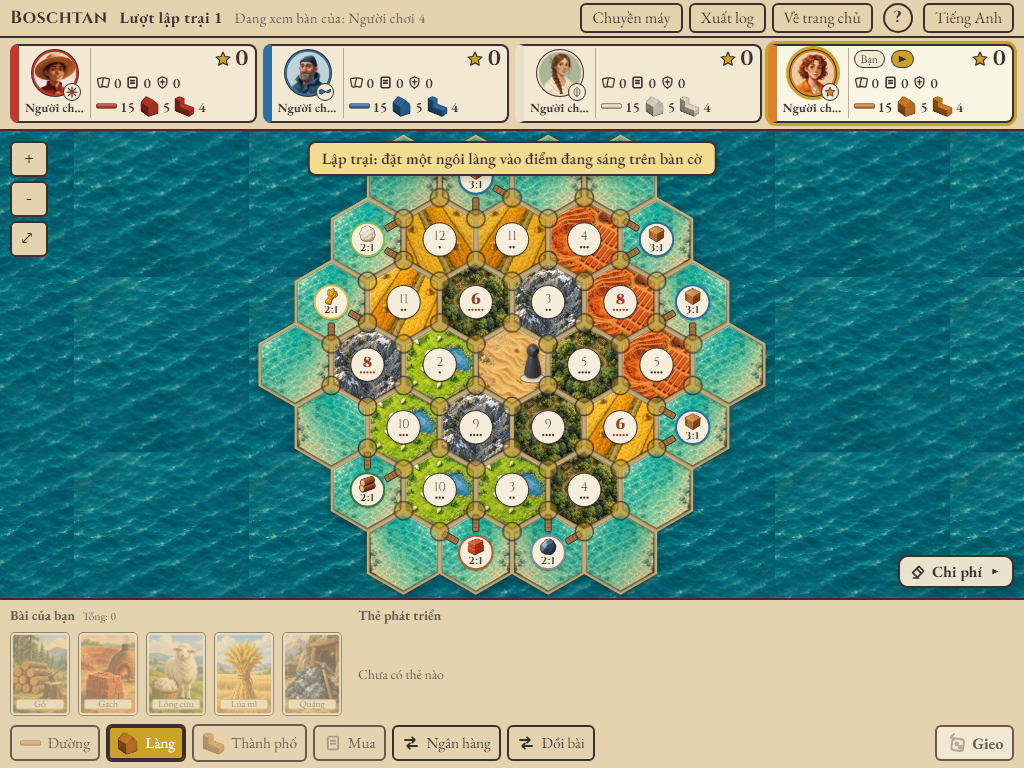 BOSCHTAN Lượt lập trại 1 Đang xem bàn của: Người chơi 4
Chuyền máy Xuất log Về trang chủ ? Tiếng Anh
0
0 0 0
Người ch... 15 5 4
0
0 0 0
Người ch... 15 5 4
0
0 0 0
Người ch... 15 5 4
Bạn 0
0 0 0
Người ch... 15 5 4
+
-
Lập trại: đặt một ngôi làng vào điểm đang sáng trên bàn cờ
3:1
2:1 12 11 4 3:1
2:1 11 6 3 8 3:1
8 2 5 5
10 9 9 6 3:1
2:1 10 3 4
2:1 2:1
Chi phí
Bài của bạn Tổng: 0
Gỗ Gạch Lông cừu Lúa mì Quặng
Thẻ phát triển
Chưa có thẻ nào
Đường Làng Thành phố Mua Ngân hàng Đổi bài Gieo